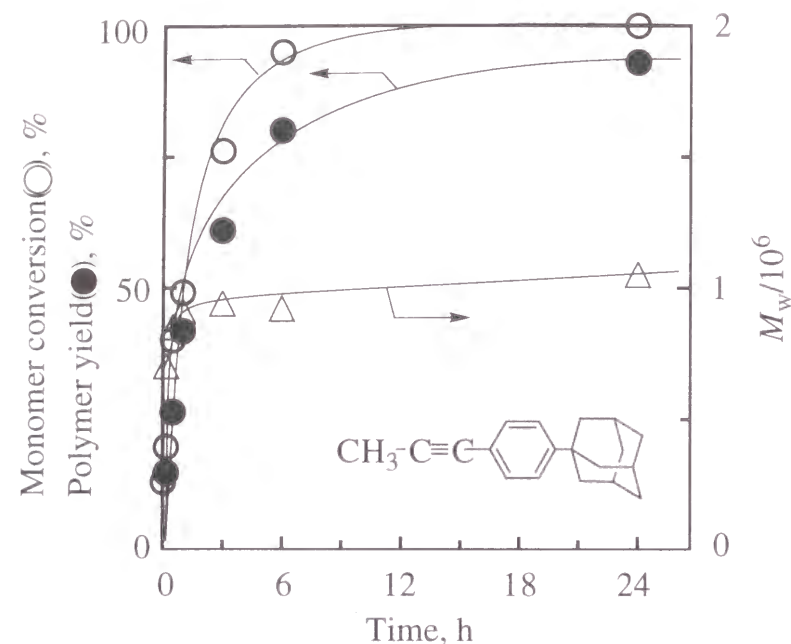 Monomer conversion(○), %
Polymer yield(●), %
100
50
0
2
1
0
M_w/10^6
CH₃-C≡C
0 6 12 18 24
Time, h